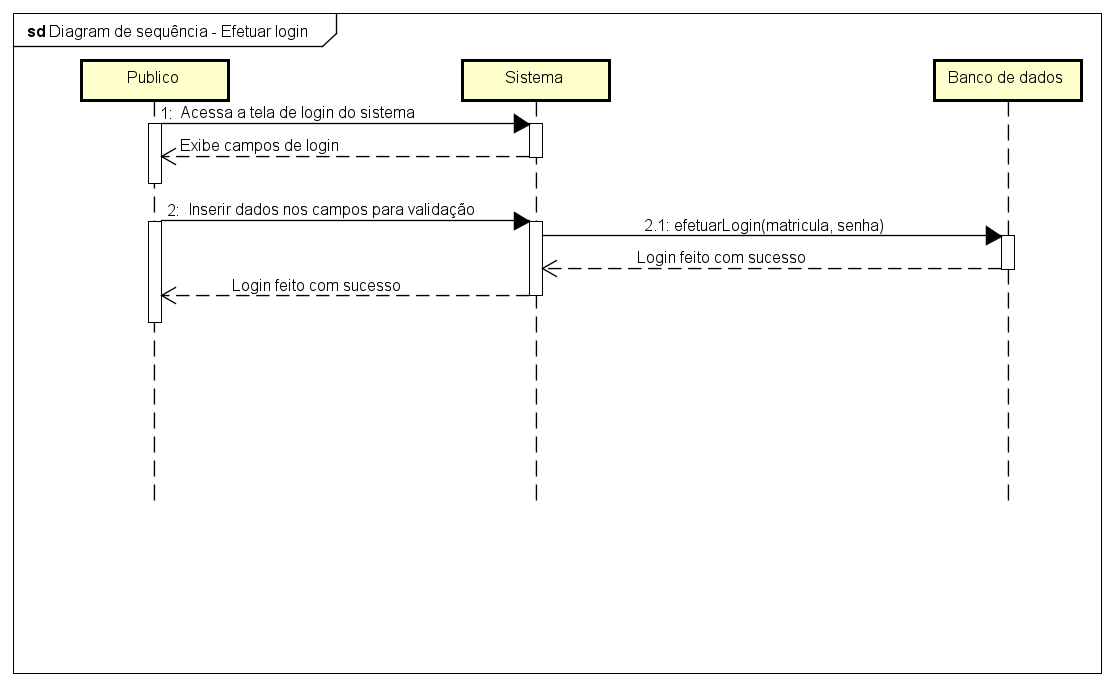 sd Diagram de sequência - Efetuar login
Publico
Sistema
Banco de dados
1: Acessa a tela de login do sistema
Exibe campos de login
2: Inserir dados nos campos para validação
2.1: efetuarLogin(matricula, senha)
Login feito com sucesso
Login feito com sucesso